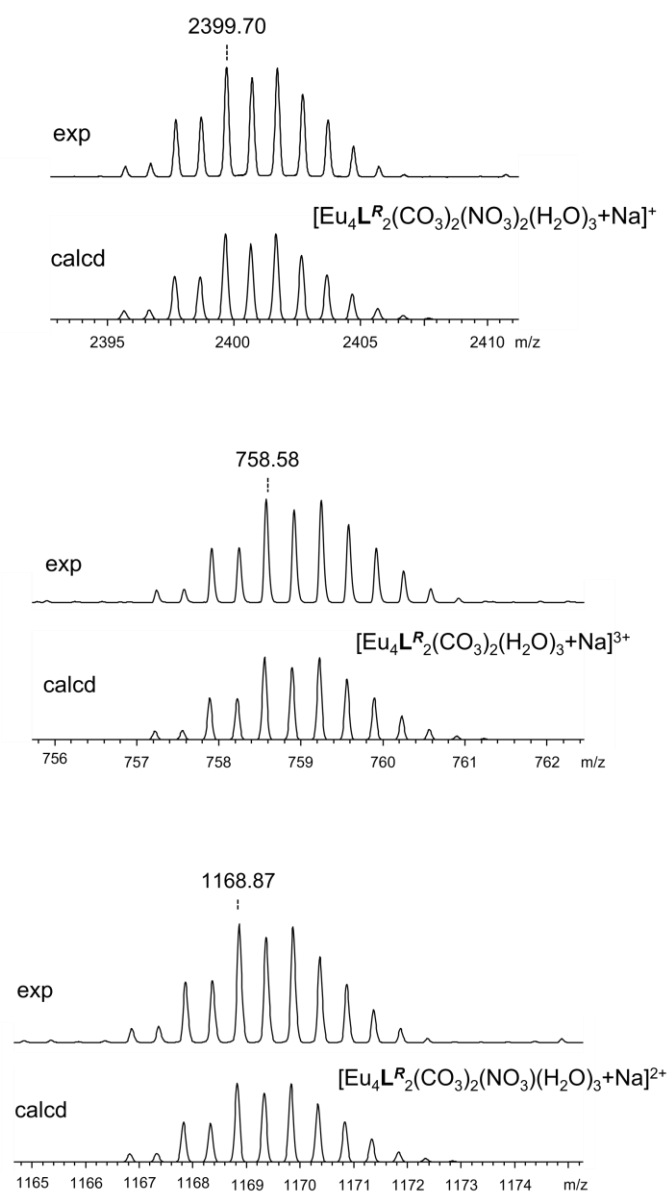 2399.70
exp
[Eu₄Lᴿ₂(CO₃)₂(NO₃)₂(H₂O)₃+Na]⁺
calcd
2395 2400 2405 2410 m/z
758.58
exp
[Eu₄Lᴿ₂(CO₃)₂(H₂O)₃+Na]³⁺
calcd
756 757 758 759 760 761 762 m/z
1168.87
exp
[Eu₄Lᴿ₂(CO₃)₂(NO₃)(H₂O)₃+Na]²⁺
calcd
1165 1166 1167 1168 1169 1170 1171 1172 1173 1174 m/z